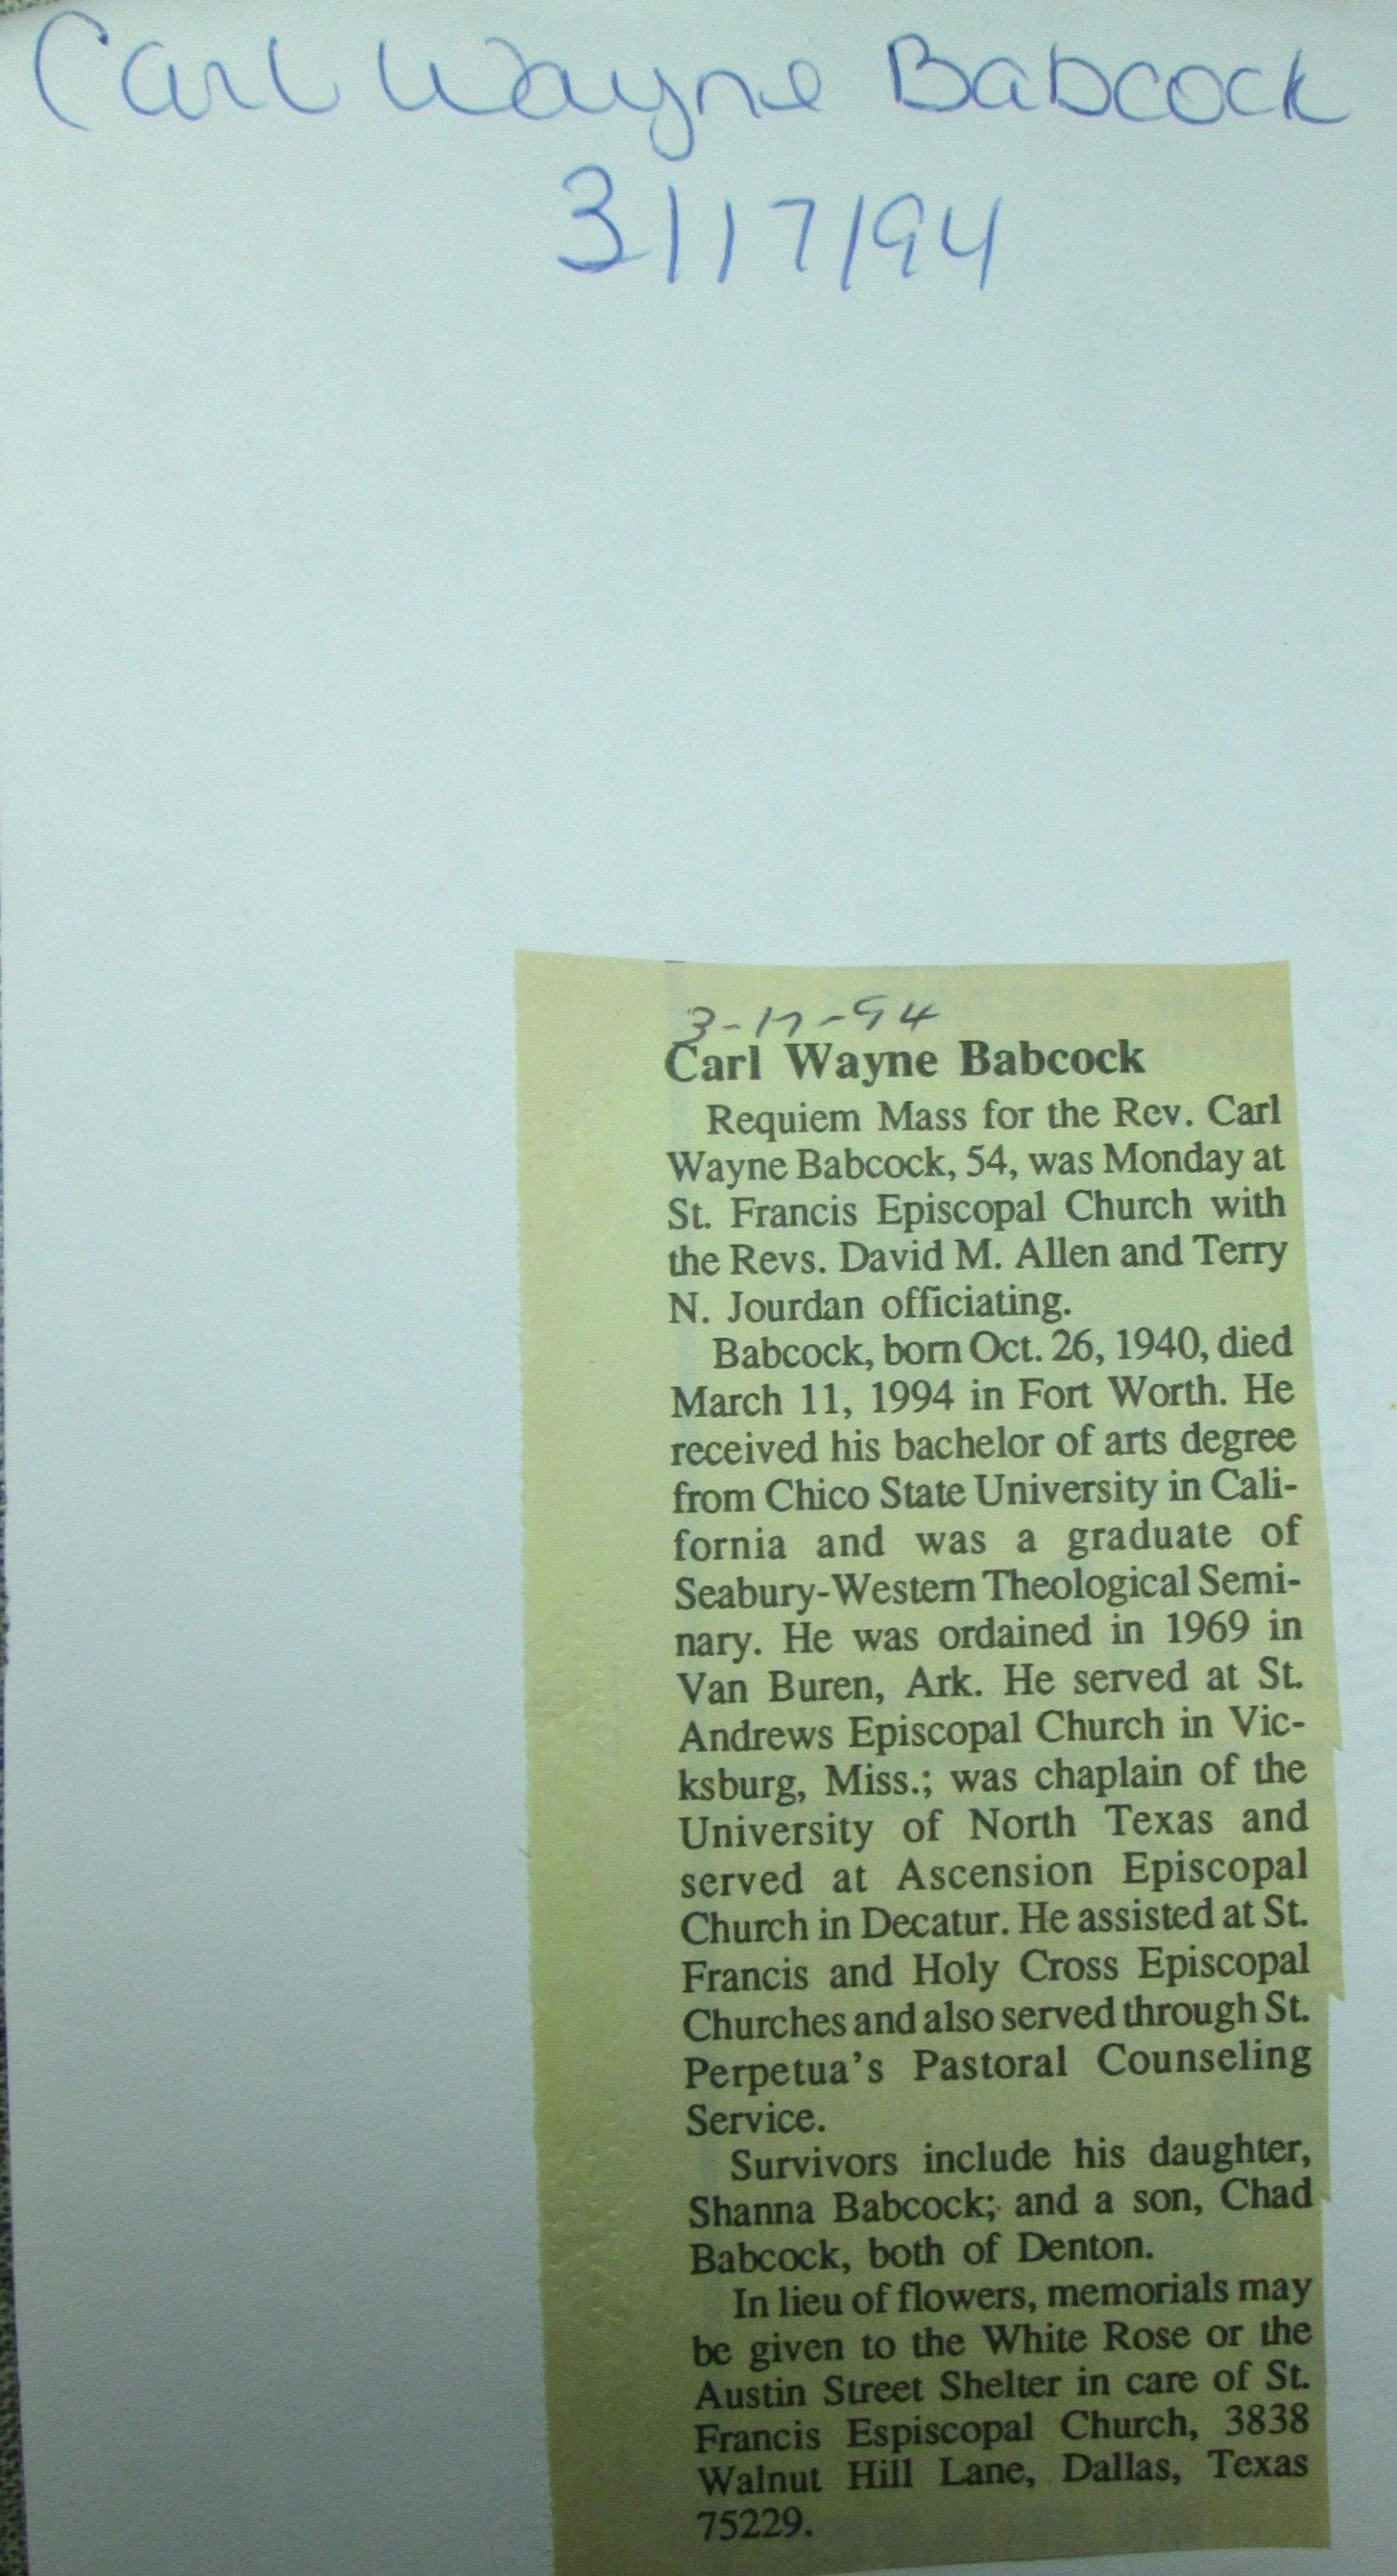 Carl Wayne Babcock
3/17/94
3-17-94
Carl Wayne Babcock
Requiem Mass for the Rev. Carl
Wayne Babcock, 54, was Monday at
St. Francis Episcopal Church with
the Revs. David M. Allen and Terry
N. Jourdan officiating.
Babcock, born Oct. 26, 1940, died
March 11, 1994 in Fort Worth. He
received his bachelor of arts degree
from Chico State University in Cali-
fornia and was a graduate of
Seabury-Western Theological Semi-
nary. He was ordained in 1969 in
Van Buren, Ark. He served at St.
Andrews Episcopal Church in Vic-
ksburg, Miss.; was chaplain of the
University of North Texas and
served at Ascension Episcopal
Church in Decatur. He assisted at St.
Francis and Holy Cross Episcopal
Churches and also served through St.
Perpetua's Pastoral Counseling
Service.
Survivors include his daughter,
Shanna Babcock; and a son, Chad
Babcock, both of Denton.
In lieu of flowers, memorials may
be given to the White Rose or the
Austin Street Shelter in care of St.
Francis Espiscopal Church, 3838
Walnut Hill Lane, Dallas, Texas
75229.